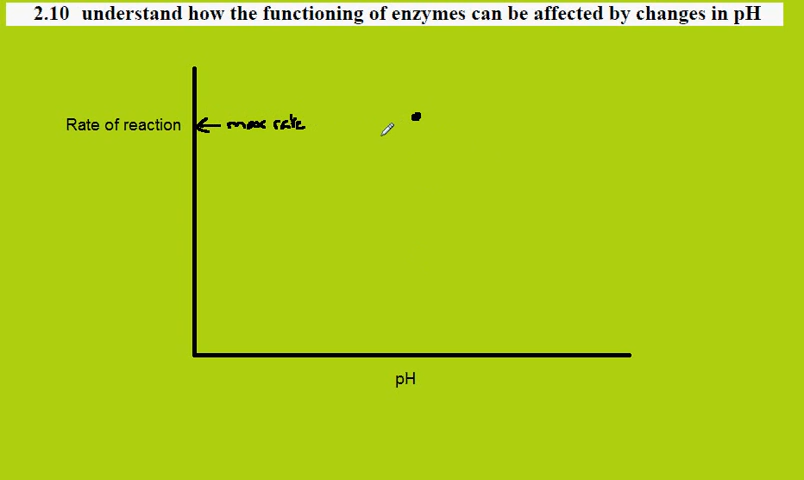 2.10 understand how the functioning of enzymes can be affected by changes in pH
Rate of reaction
max rate
pH